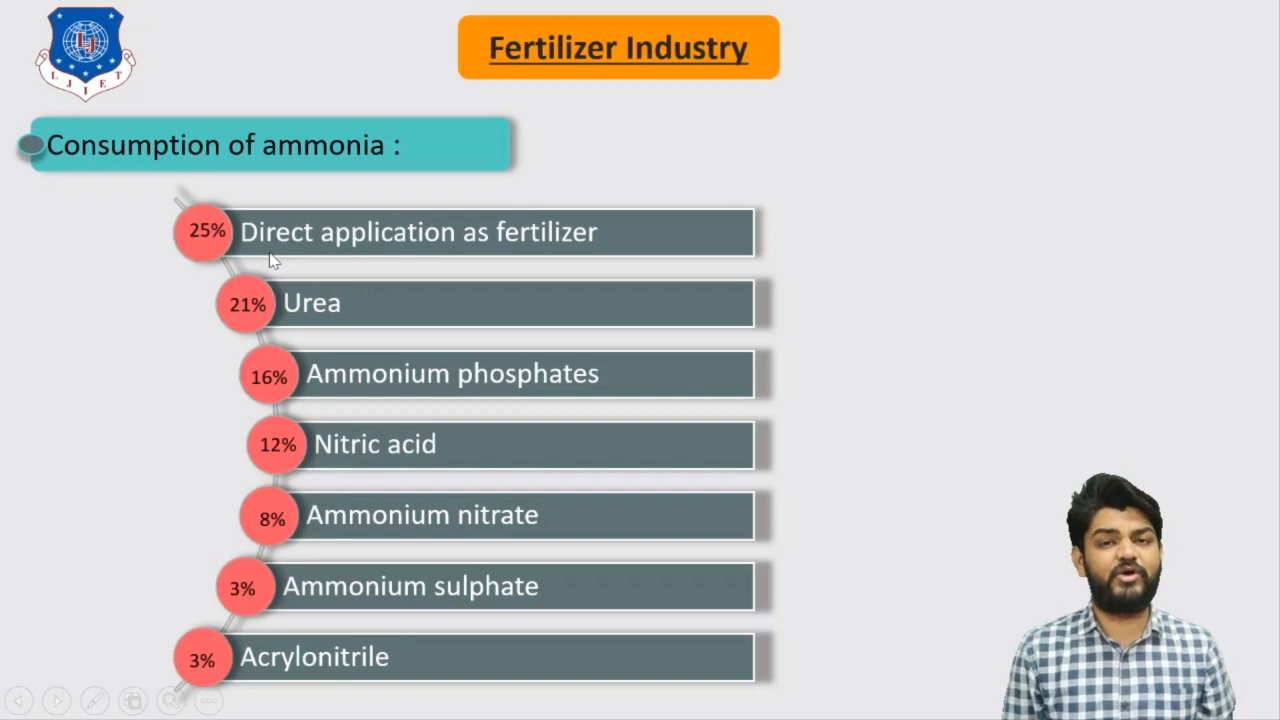 L J I E T
Fertilizer Industry
Consumption of ammonia :
25% Direct application as fertilizer
21% Urea
16% Ammonium phosphates
12% Nitric acid
8% Ammonium nitrate
3% Ammonium sulphate
3% Acrylonitrile